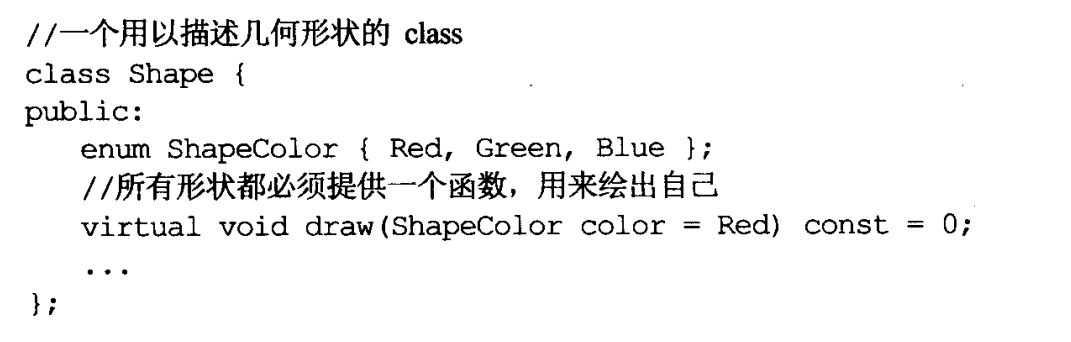 //一个用以描述几何形状的 class
class Shape {
public:
    enum ShapeColor { Red, Green, Blue };
    //所有形状都必须提供一个函数，用来绘出自己
    virtual void draw(ShapeColor color = Red) const = 0;
    ...
};